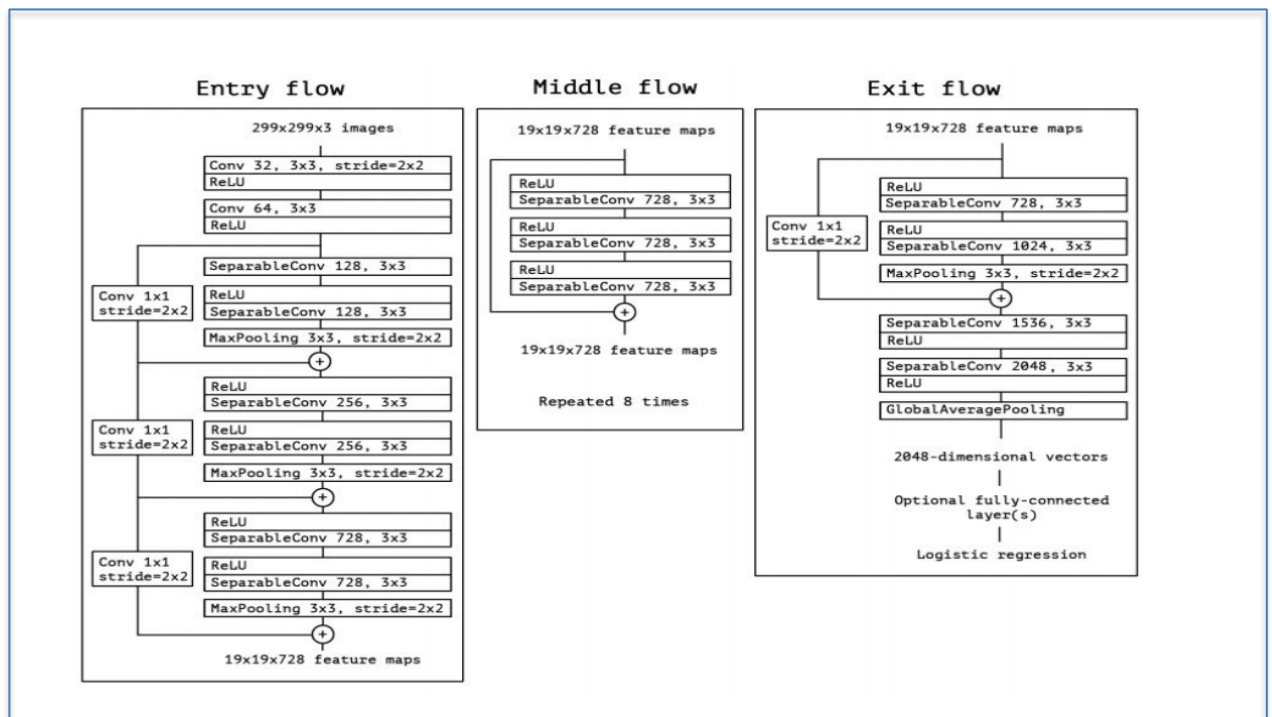 Entry flow
299x299x3 images
Conv 32, 3x3, stride=2x2
ReLU
Conv 64, 3x3
ReLU
SeparableConv 128, 3x3
Conv 1x1
stride=2x2
ReLU
SeparableConv 128, 3x3
MaxPooling 3x3, stride=2x2
+
ReLU
SeparableConv 256, 3x3
Conv 1x1
stride=2x2
ReLU
SeparableConv 256, 3x3
MaxPooling 3x3, stride=2x2
+
ReLU
SeparableConv 728, 3x3
Conv 1x1
stride=2x2
ReLU
SeparableConv 728, 3x3
MaxPooling 3x3, stride=2x2
+
19x19x728 feature maps
Middle flow
19x19x728 feature maps
ReLU
SeparableConv 728, 3x3
ReLU
SeparableConv 728, 3x3
ReLU
SeparableConv 728, 3x3
+
19x19x728 feature maps
Repeated 8 times
Exit flow
19x19x728 feature maps
ReLU
SeparableConv 728, 3x3
Conv 1x1
stride=2x2
ReLU
SeparableConv 1024, 3x3
MaxPooling 3x3, stride=2x2
+
SeparableConv 1536, 3x3
ReLU
SeparableConv 2048, 3x3
ReLU
GlobalAveragePooling
2048-dimensional vectors
Optional fully-connected
layer(s)
Logistic regression